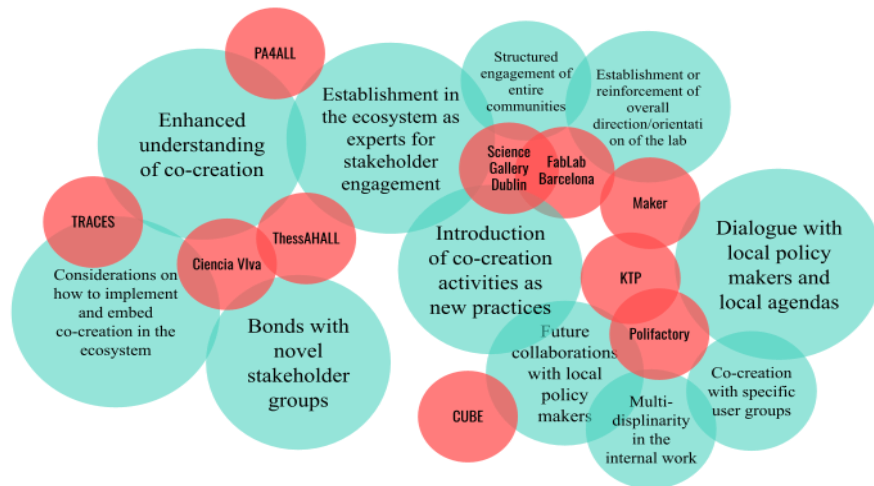 PA4ALL
Enhanced
understanding
of co-creation
Establishment in
the ecosystem as
experts for
stakeholder
engagement
Structured
engagement of
entire
communities
Establishment or
reinforcement of
overall
direction/orientati
on of the lab
Science
Gallery
Dublin
FabLab
Barcelona
Maker
TRACES
Ciencia VIva
ThessAHALL
Considerations on
how to implement
and embed
co-creation in the
ecosystem
Bonds with
novel
stakeholder
groups
Introduction
of co-creation
activities as
new practices
KTP
Dialogue with
local policy
makers and
local agendas
Polifactory
Future
collaborations
with local
policy
makers
CUBE
Multi-
displinarity
in the
internal work
Co-creation
with specific
user groups